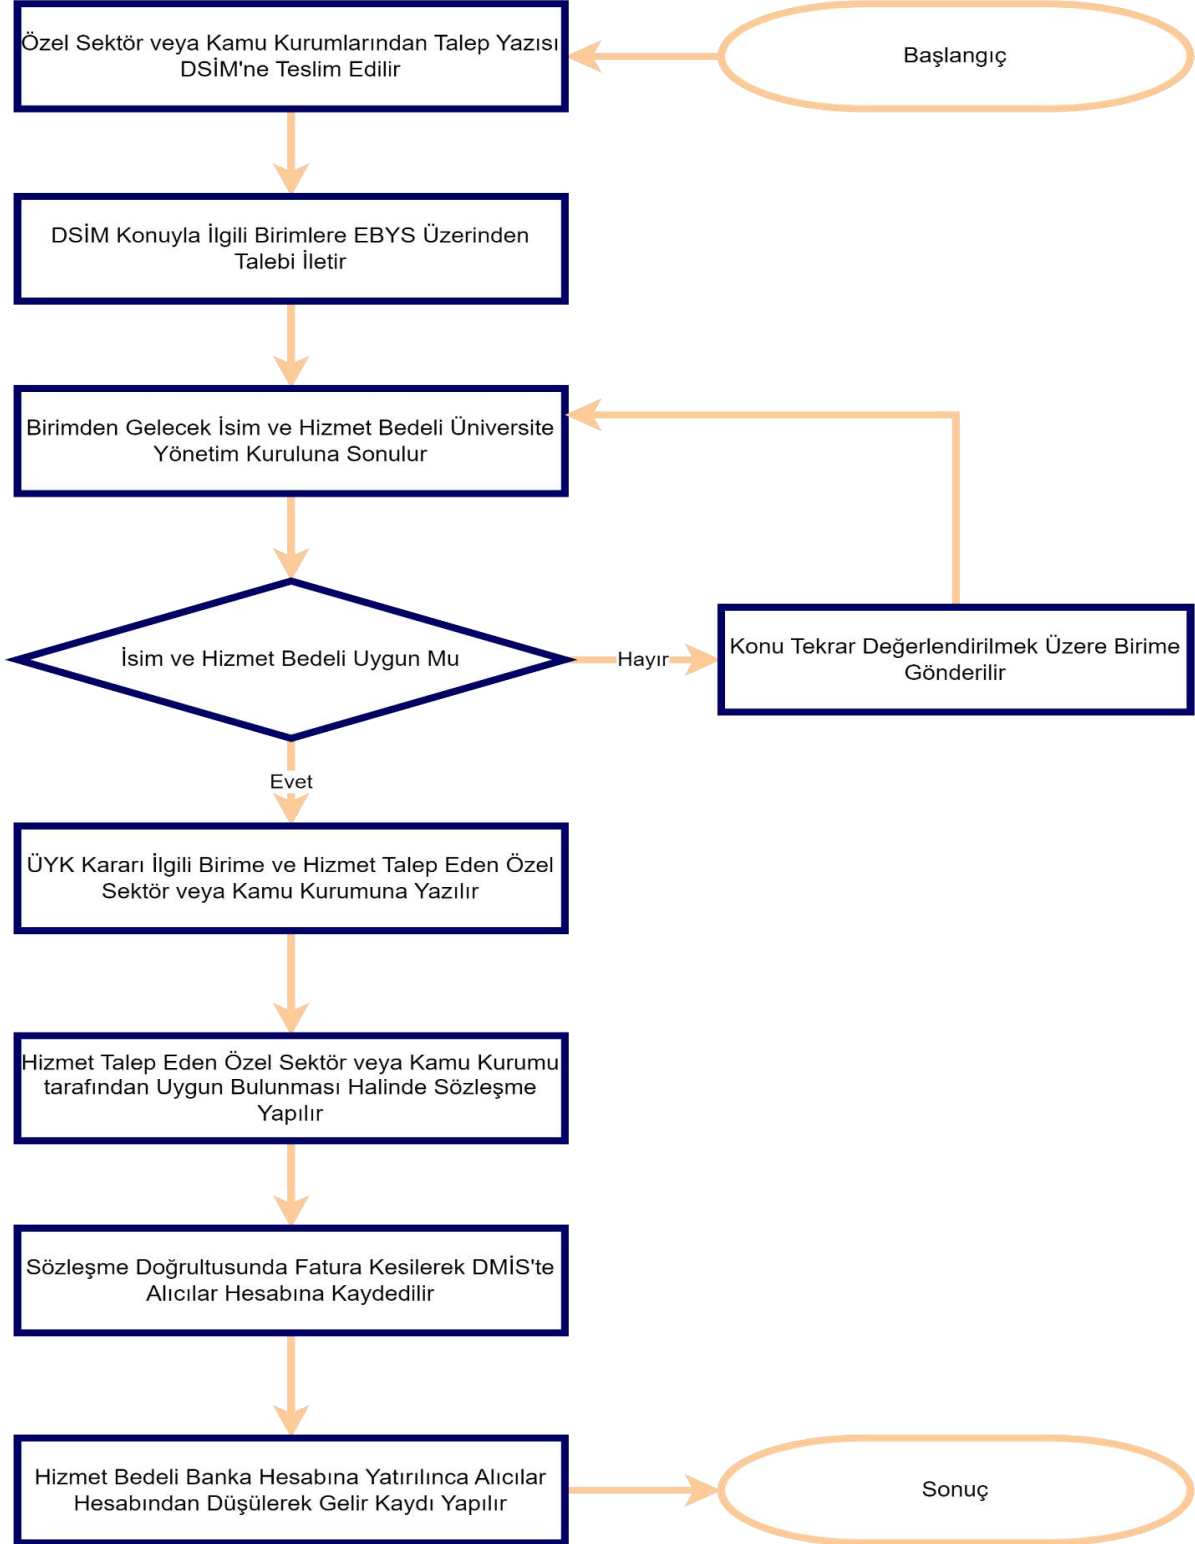 Başlangıç
Özel Sektör veya Kamu Kurumlarından Talep Yazısı
DSİM'ne Teslim Edilir
DSİM Konuyla İlgili Birimlere EBYS Üzerinden
Talebi İletir
Birimden Gelecek İsim ve Hizmet Bedeli Üniversite
Yönetim Kuruluna Sonulur
İsim ve Hizmet Bedeli Uygun Mu
Hayır
Konu Tekrar Değerlendirilmek Üzere Birime
Gönderilir
Evet
ÜYK Kararı İlgili Birime ve Hizmet Talep Eden Özel
Sektör veya Kamu Kurumuna Yazılır
Hizmet Talep Eden Özel Sektör veya Kamu Kurumu
tarafından Uygun Bulunması Halinde Sözleşme
Yapılır
Sözleşme Doğrultusunda Fatura Kesilerek DMİS'te
Alıcılar Hesabına Kaydedilir
Hizmet Bedeli Banka Hesabına Yatırılınca Alıcılar
Hesabından Düşülerek Gelir Kaydı Yapılır
Sonuç